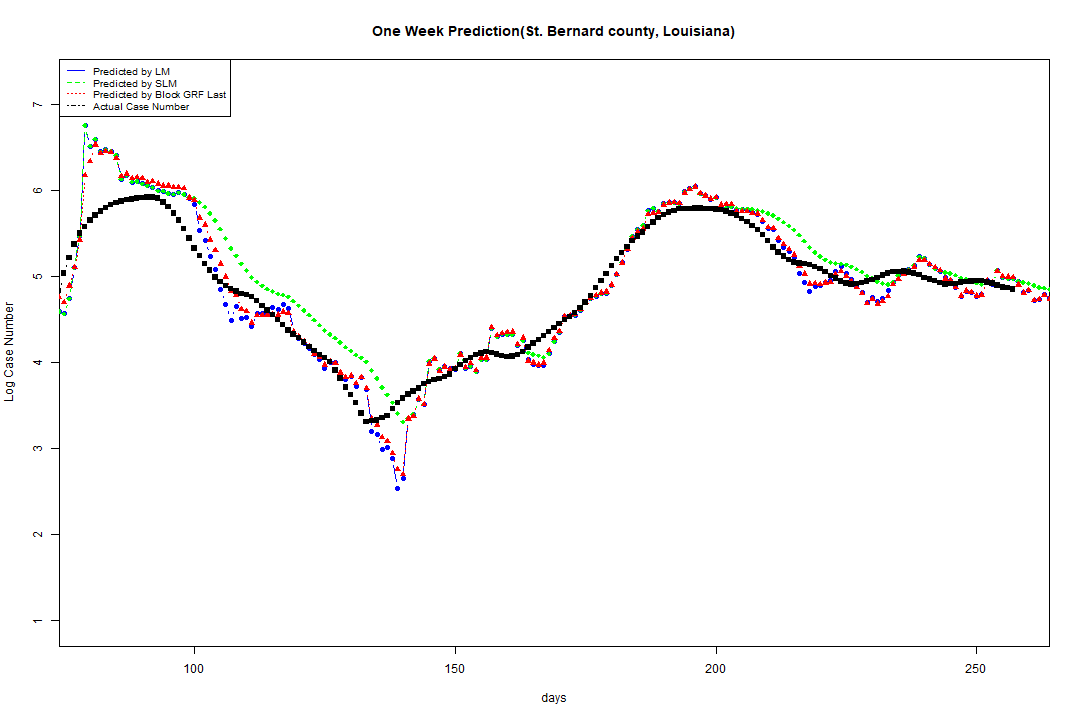 One Week Prediction(St. Bernard county, Louisiana)
Predicted by LM
Predicted by SLM
Predicted by Block GRF Last
Actual Case Number
7
6
5
4
3
2
1
Log Case Number
100 150 200 250
days